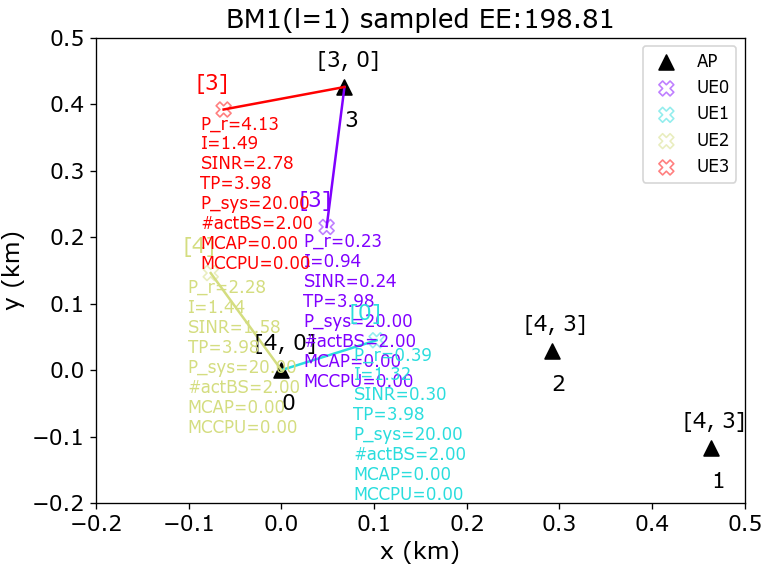 BM1(l=1) sampled EE:198.81
y (km)
0.5
0.4
0.3
0.2
0.1
0.0
−0.1
−0.2
−0.2
−0.1
0.0
0.1
0.2
0.3
0.4
0.5
x (km)
AP
UE0
UE1
UE2
UE3
[3, 0]
3
[3]
P_r=4.13
I=1.49
SINR=2.78
TP=3.98
P_sys=20.00
#actBS=2.00
MCAP=0.00
MCCPU=0.00
[3]
P_r=0.23
I=0.94
SINR=0.24
TP=3.98
P_sys=20.00
#actBS=2.00
MCAP=0.00
MCCPU=0.00
P_r=2.28
I=1.44
SINR=1.58
TP=3.98
P_sys=20.00
#actBS=2.00
MCAP=0.00
MCCPU=0.00
[4, 0]
0
[0]
P_r=0.39
I=1.32
SINR=0.30
TP=3.98
P_sys=20.00
#actBS=2.00
MCAP=0.00
MCCPU=0.00
[4, 3]
2
[4, 3]
1